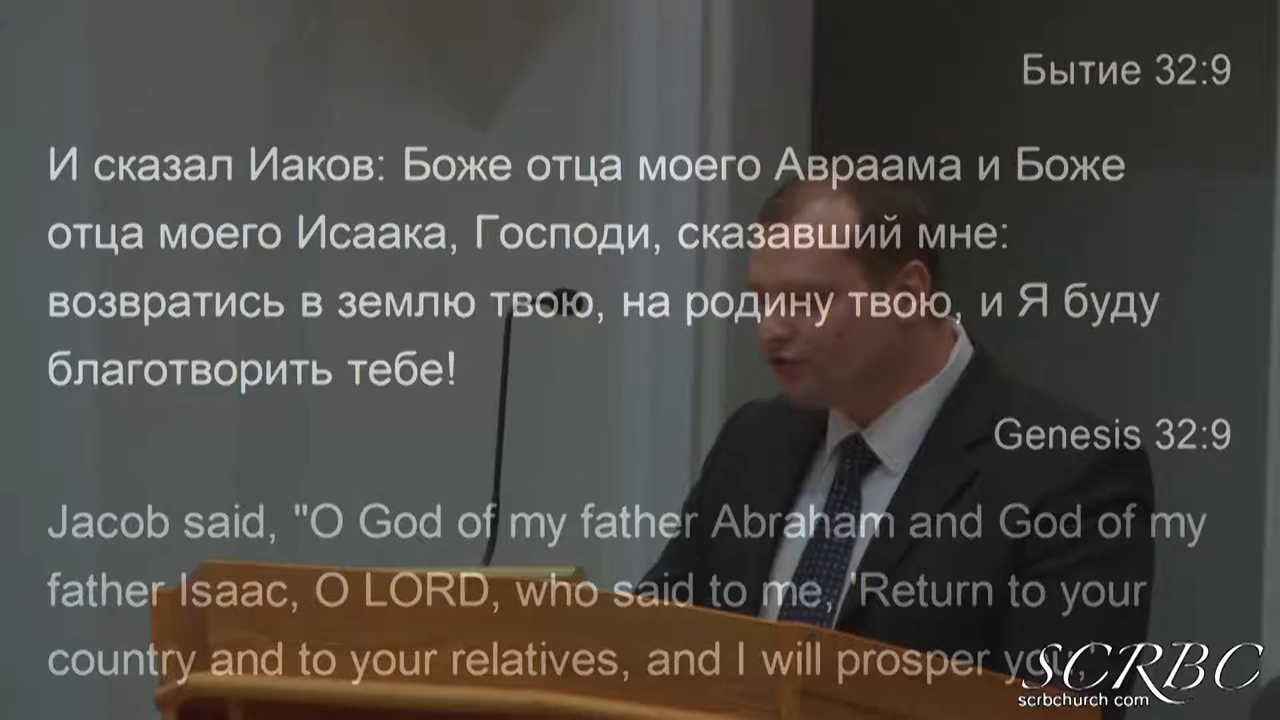 Бытие 32:9
И сказал Иаков: Боже отца моего Авраама и Боже
отца моего Исаака, Господи, сказавший мне:
возвратись в землю твою, на родину твою, и Я буду
благотворить тебе!
Genesis 32:9
Jacob said, "O God of my father Abraham and God of my
father Isaac, O LORD, who said to me, 'Return to your
country and to your relatives, and I will prosper you,'
SCRBC
scrbchurch com